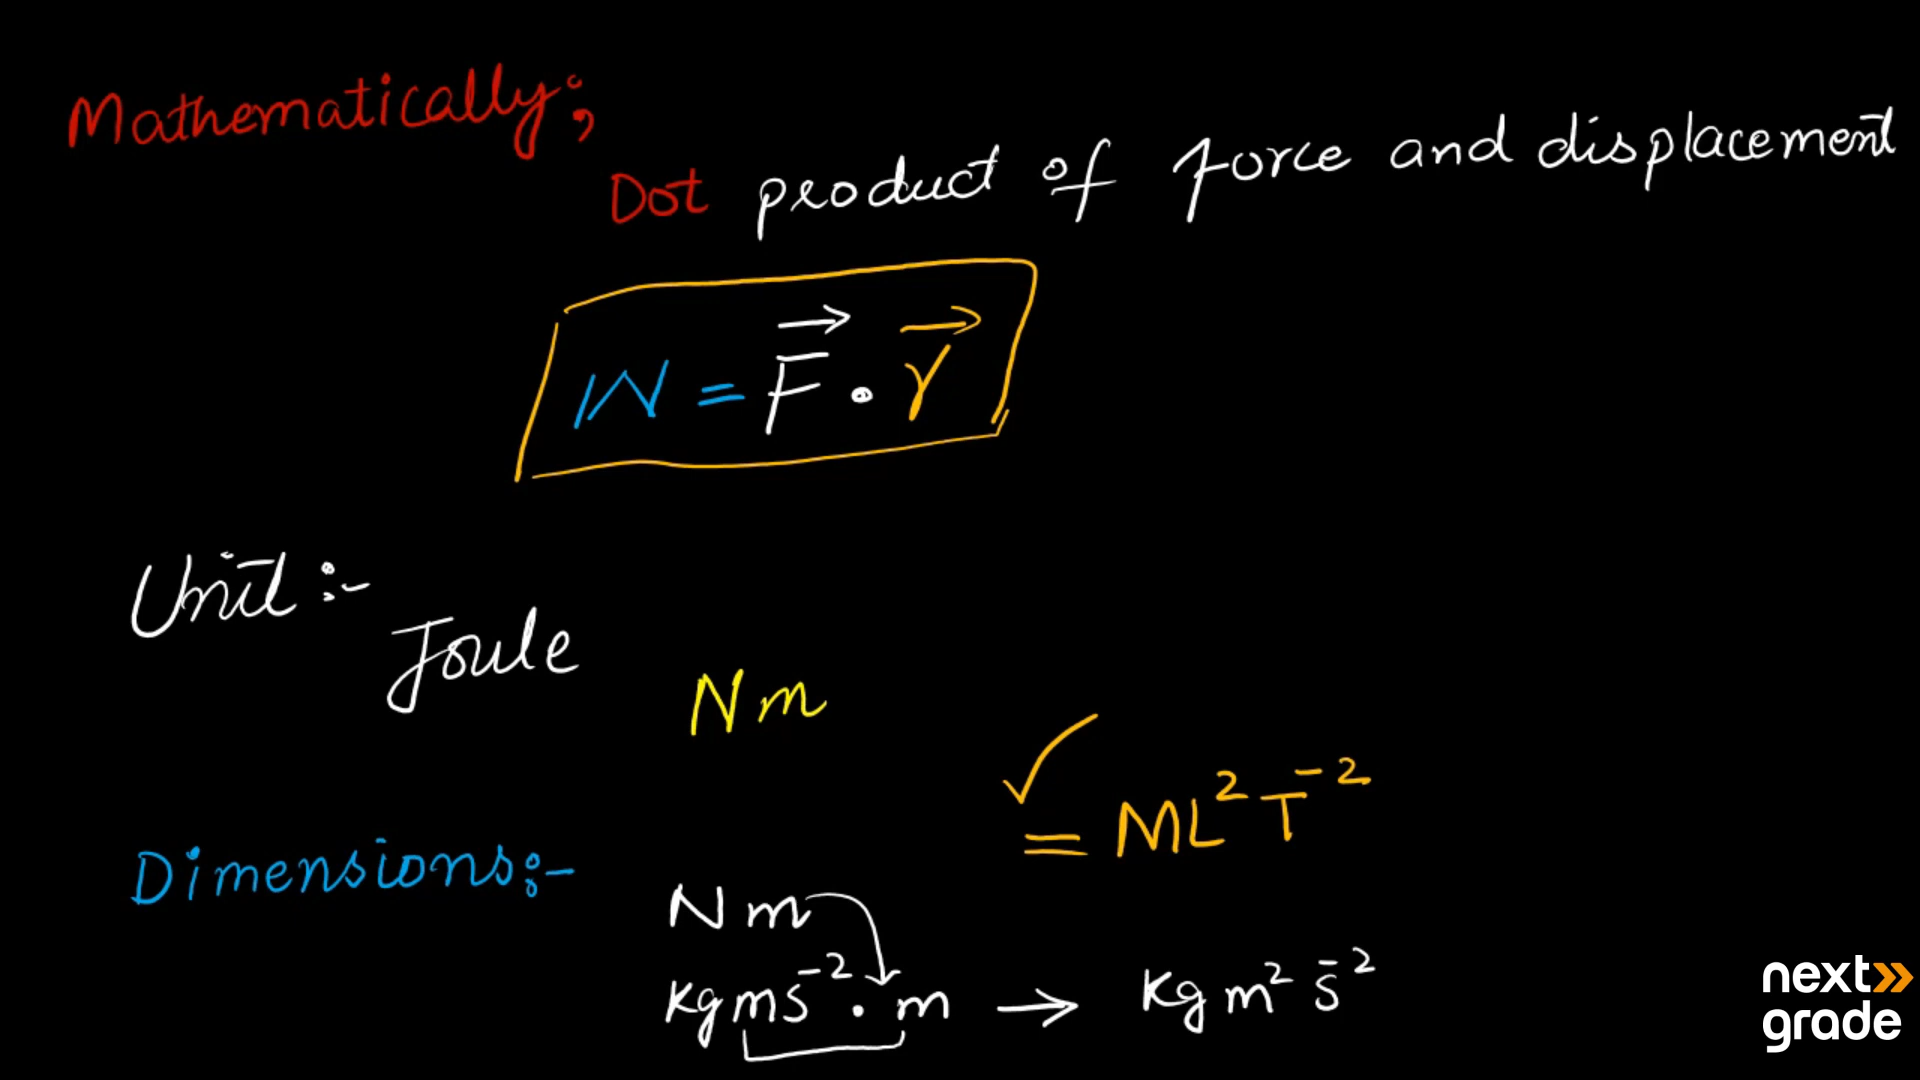 Mathematically:,
Dot product of force and displacement
W = F⃗ . r⃗
Unit :-
Joule
Nm
= ML² T⁻²
Dimensions:-
Nm
Kgms⁻² . m → Kg m² s⁻²
next
grade